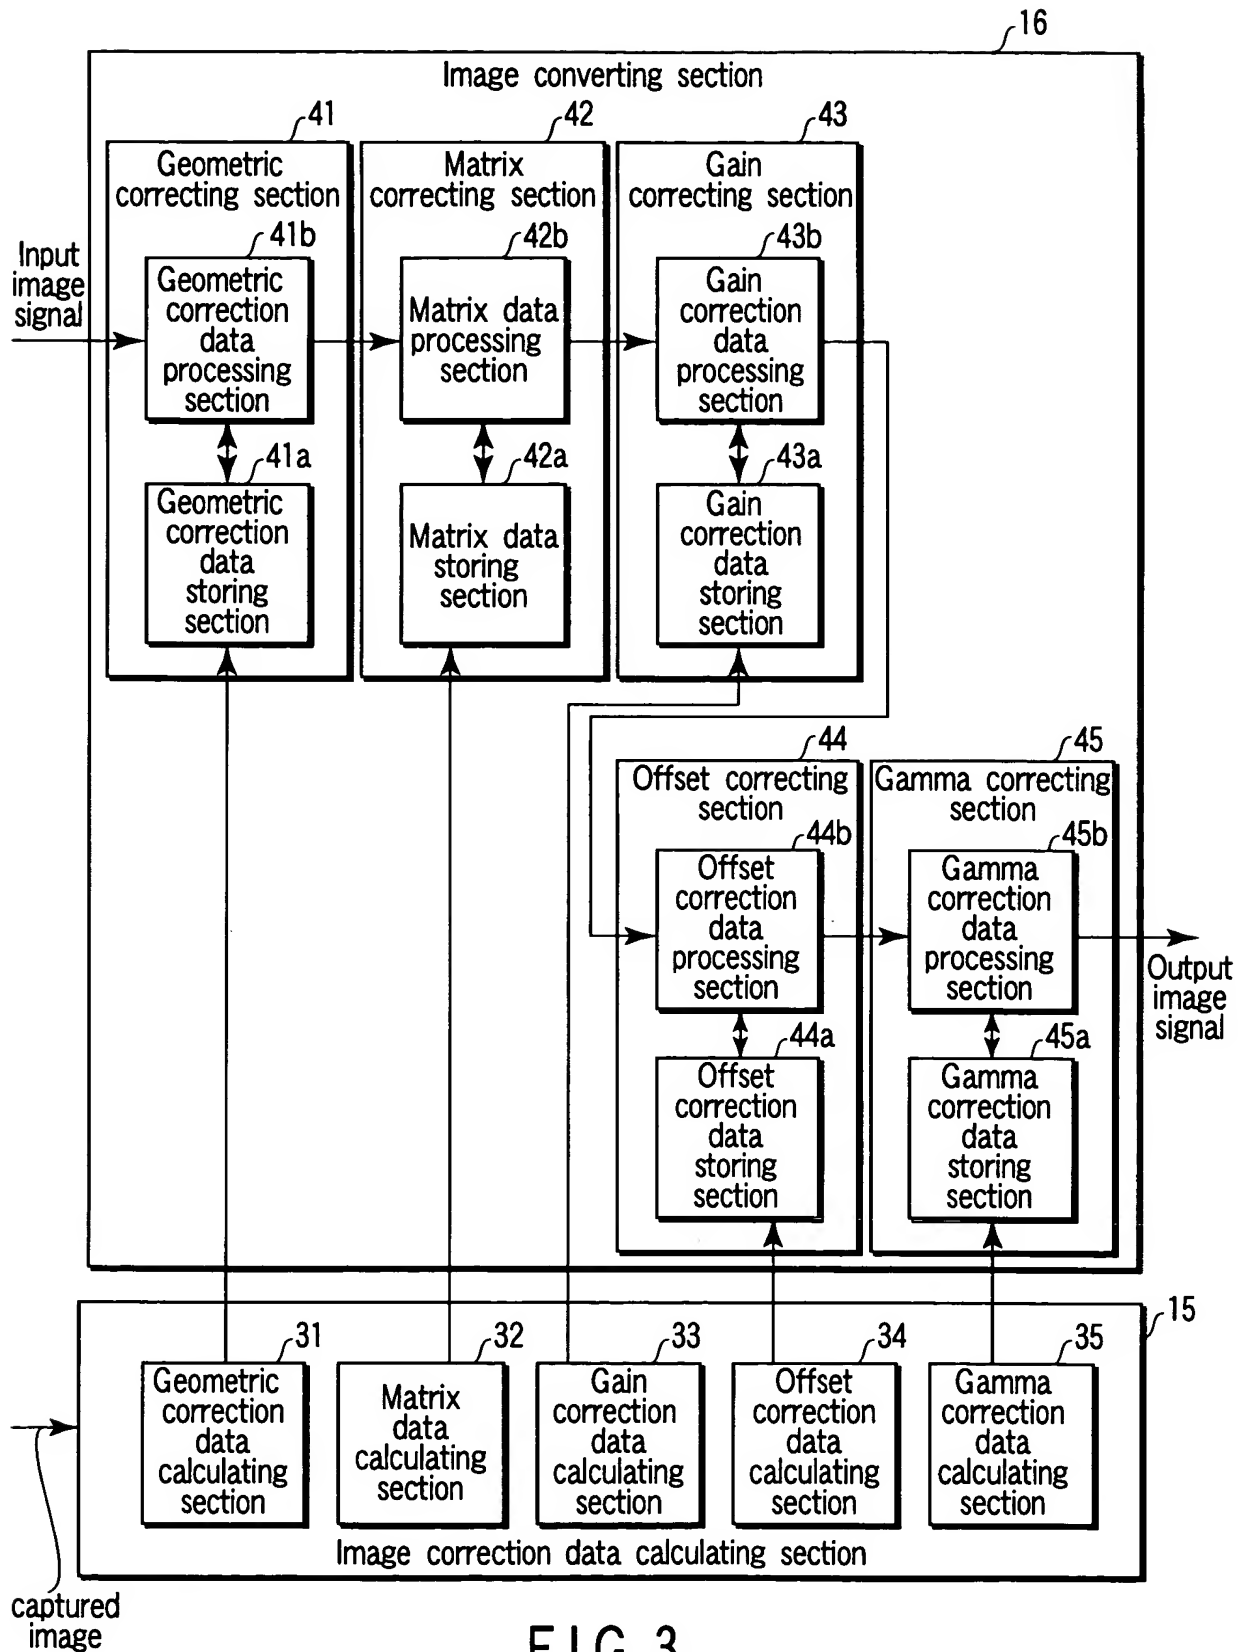 16
Image converting section
41
42
43
Geometric
correcting section
Matrix
correcting section
Gain
correcting section
Input
image
signal
41b
42b
43b
Geometric
correction
data
processing
section
Matrix data
processing
section
Gain
correction
data
processing
section
41a
42a
43a
Geometric
correction
data
storing
section
Matrix data
storing
section
Gain
correction
data
storing
section
44
45
Offset correcting
section
Gamma correcting
section
44b
45b
Offset
correction
data
processing
section
Gamma
correction
data
processing
section
Output
image
signal
44a
45a
Offset
correction
data
storing
section
Gamma
correction
data
storing
section
15
31
32
33
34
35
Geometric
correction
data
calculating
section
Matrix
data
calculating
section
Gain
correction
data
calculating
section
Offset
correction
data
calculating
section
Gamma
correction
data
calculating
section
Image correction data calculating section
captured
image
FIG. 3